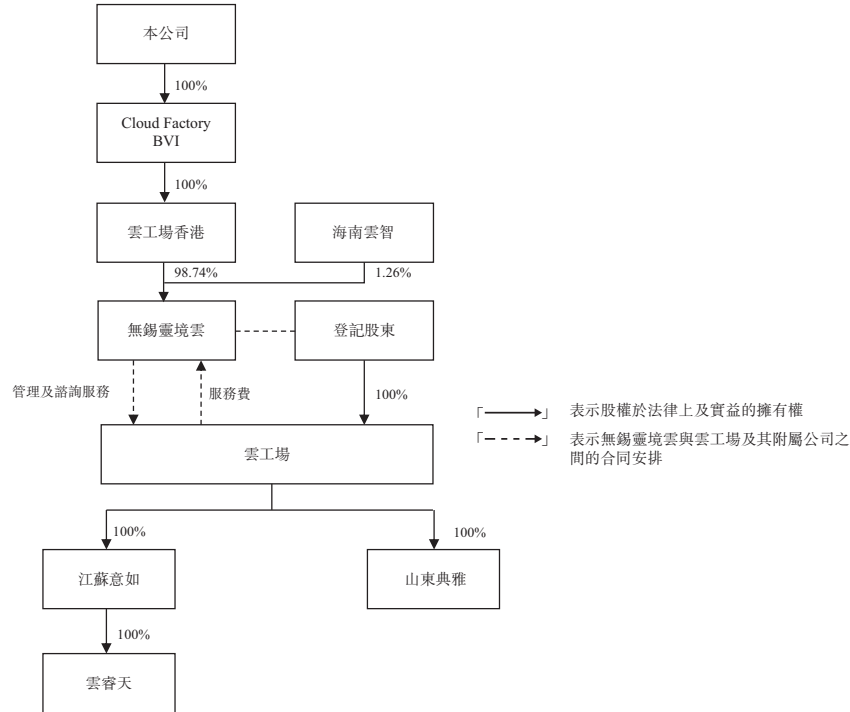 本公司
100%
Cloud Factory
BVI
100%
雲工場香港
海南雲智
98.74%
1.26%
無錫靈境雲
登記股東
管理及諮詢服務
服務費
100%
「 」 表示股權於法律上及實益的擁有權
「 」 表示無錫靈境雲與雲工場及其附屬公司之
間的合同安排
雲工場
100%
100%
江蘇意如
山東典雅
100%
雲睿天